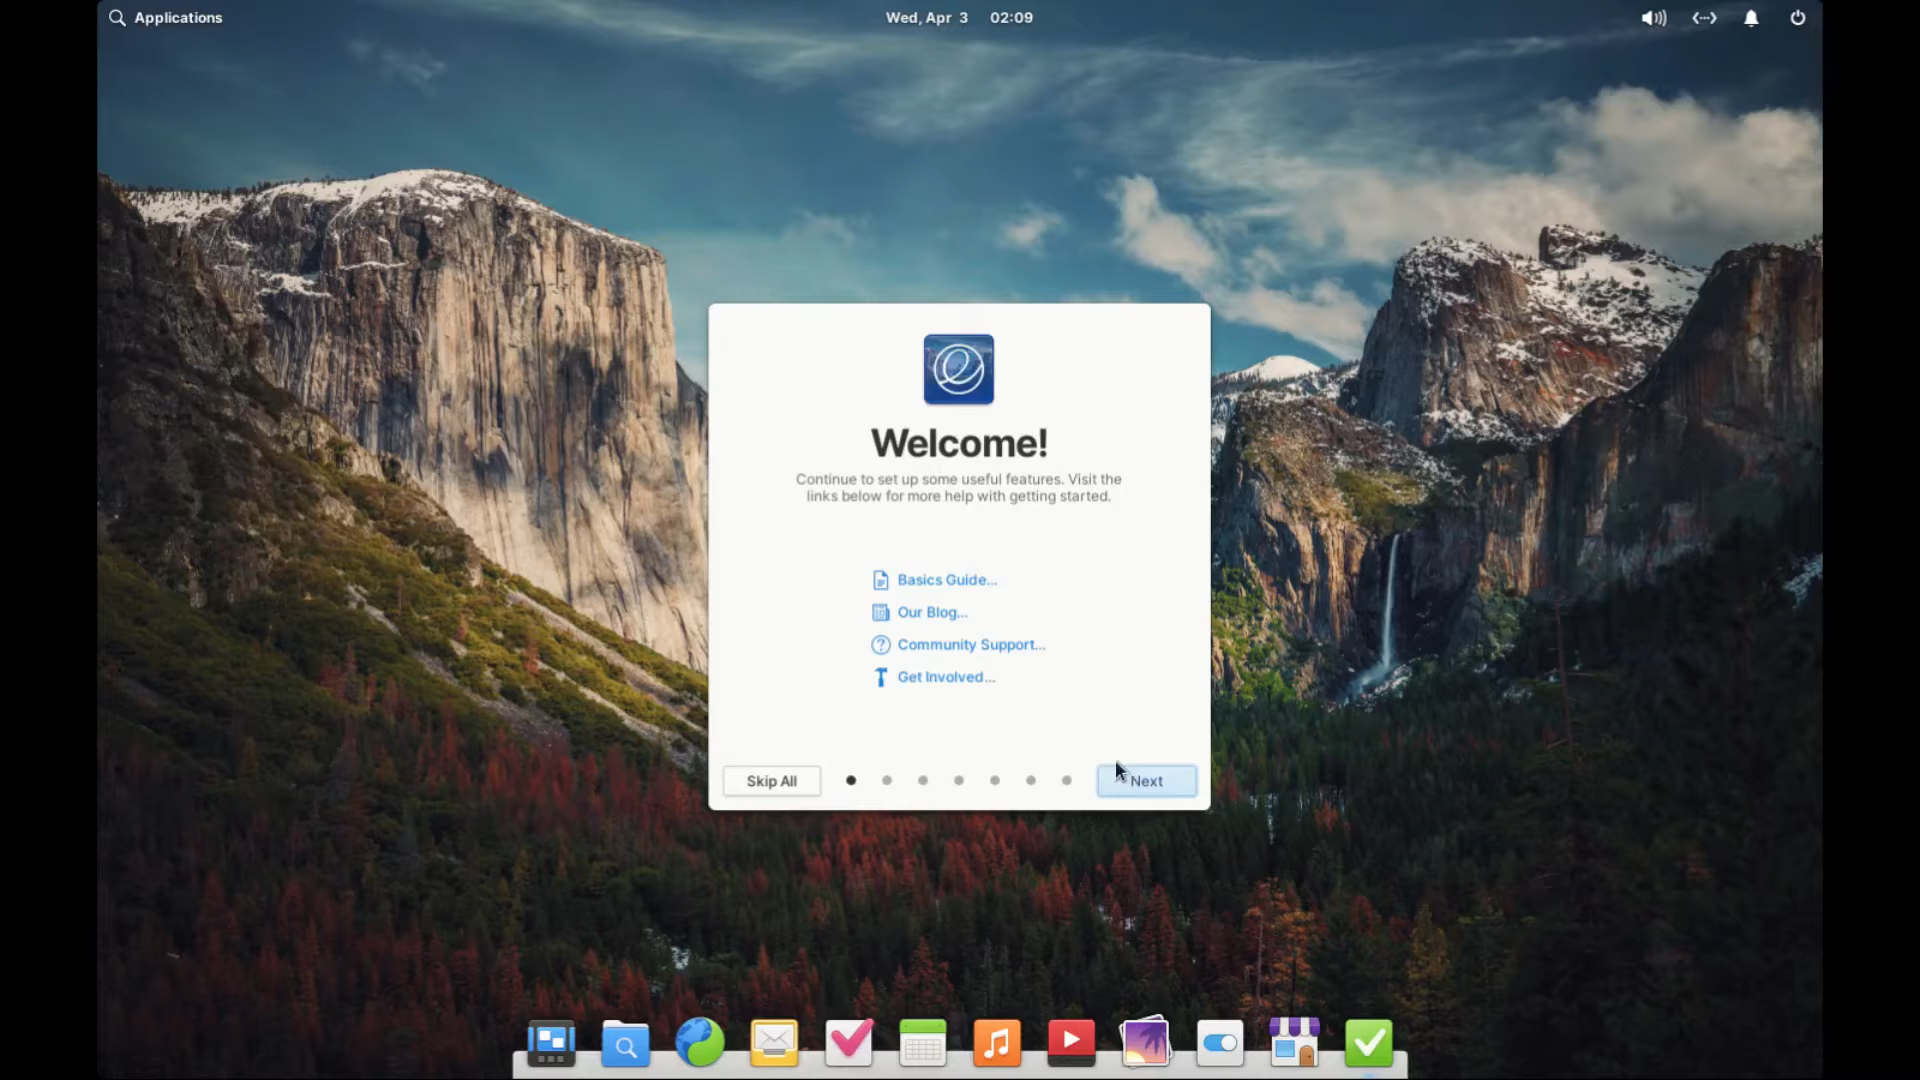 Applications
Wed, Apr 3 02:09
Welcome!
Continue to set up some useful features. Visit the
links below for more help with getting started.
Basics Guide...
Our Blog...
Community Support...
Get Involved...
Skip All
Next